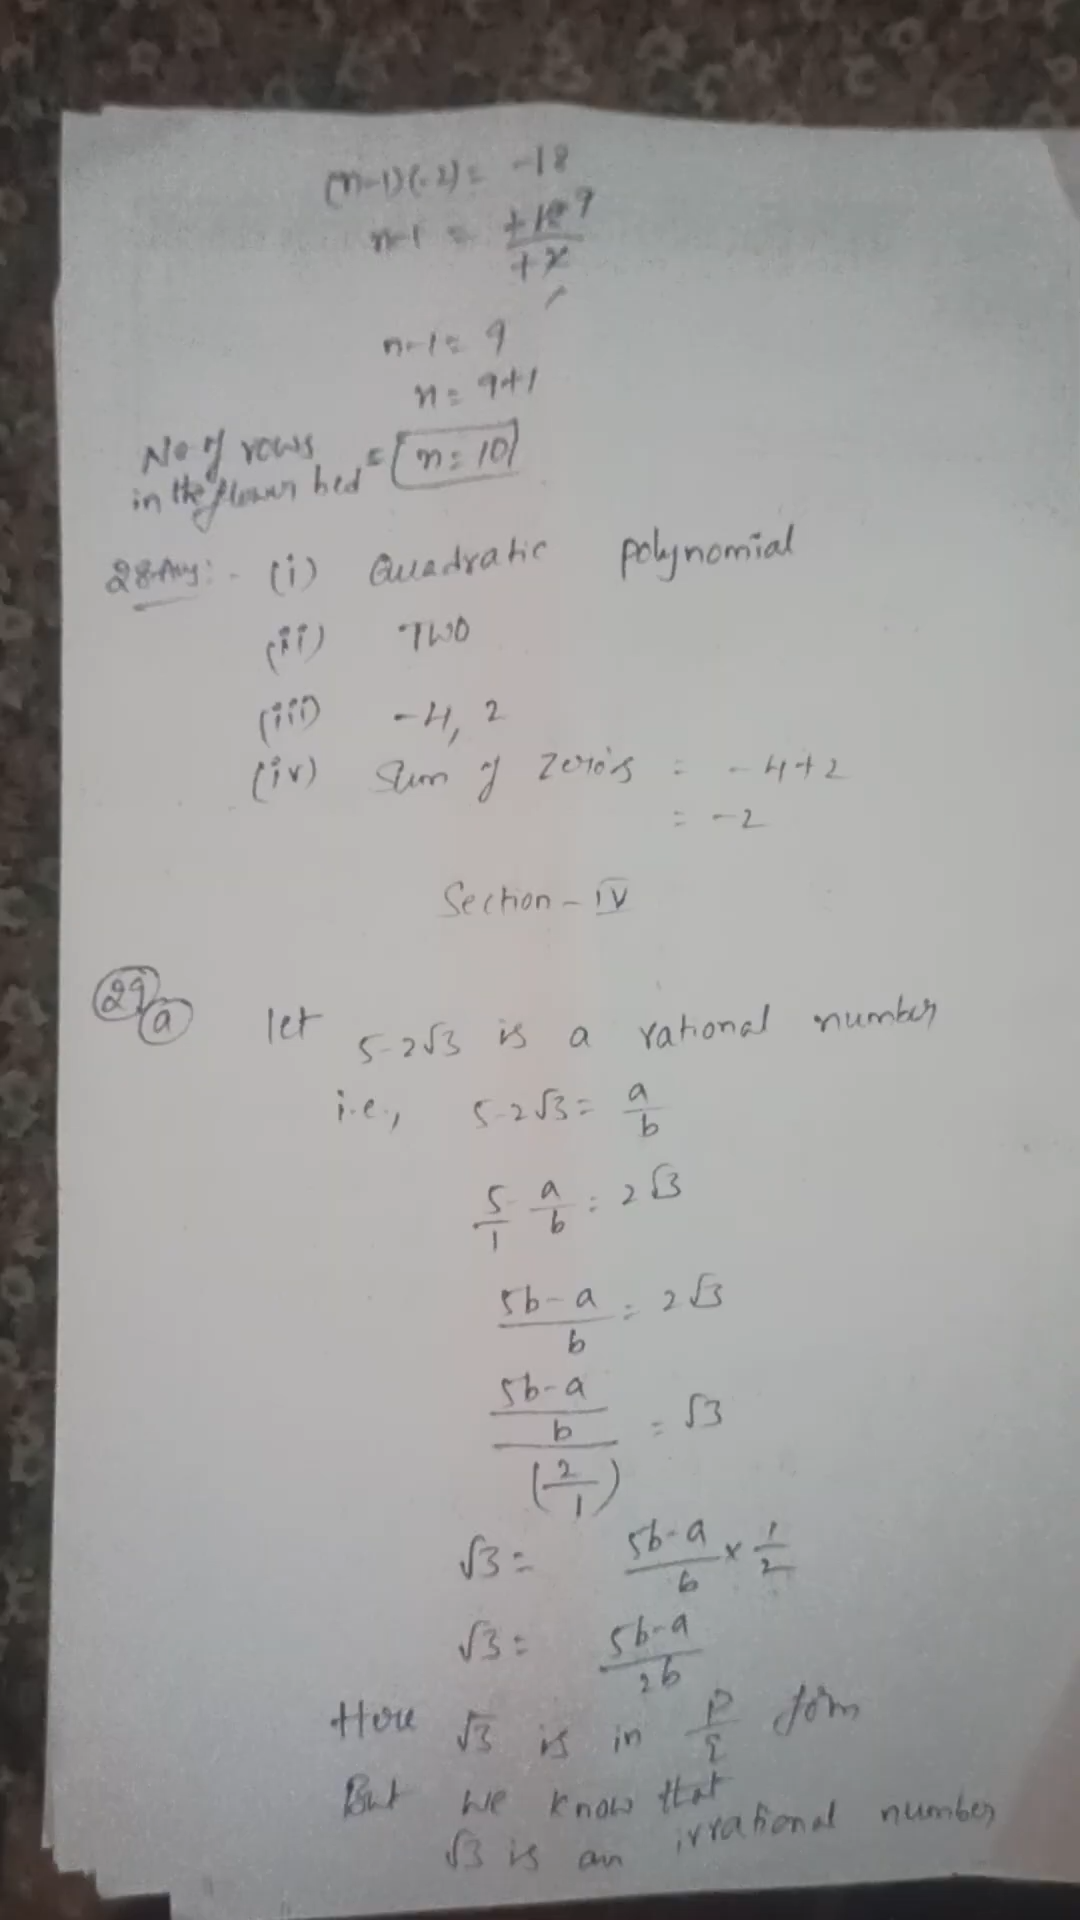 (n-1)(-2) = -18
n-1 = +18 9 / +2
n-1 = 9
n = 9+1
No of rows
in the flower bed = n = 10
28 Ans: - (i) Quadratic polynomial
(ii) TWO
(iii) -4, 2
(iv) Sum of zeros = -4+2
= -2
Section - IV
29 a let 5-2√3 is a rational number
i.e., 5-2√3 = a/b
5/1 - a/b = 2√3
5b-a/b = 2√3
5b-a/b/(2/1) = √3
√3 = 5b-a/b × 1/2
√3 = 5b-a/2b
Here √3 is in p/q form
But we know that
√3 is an irrational number